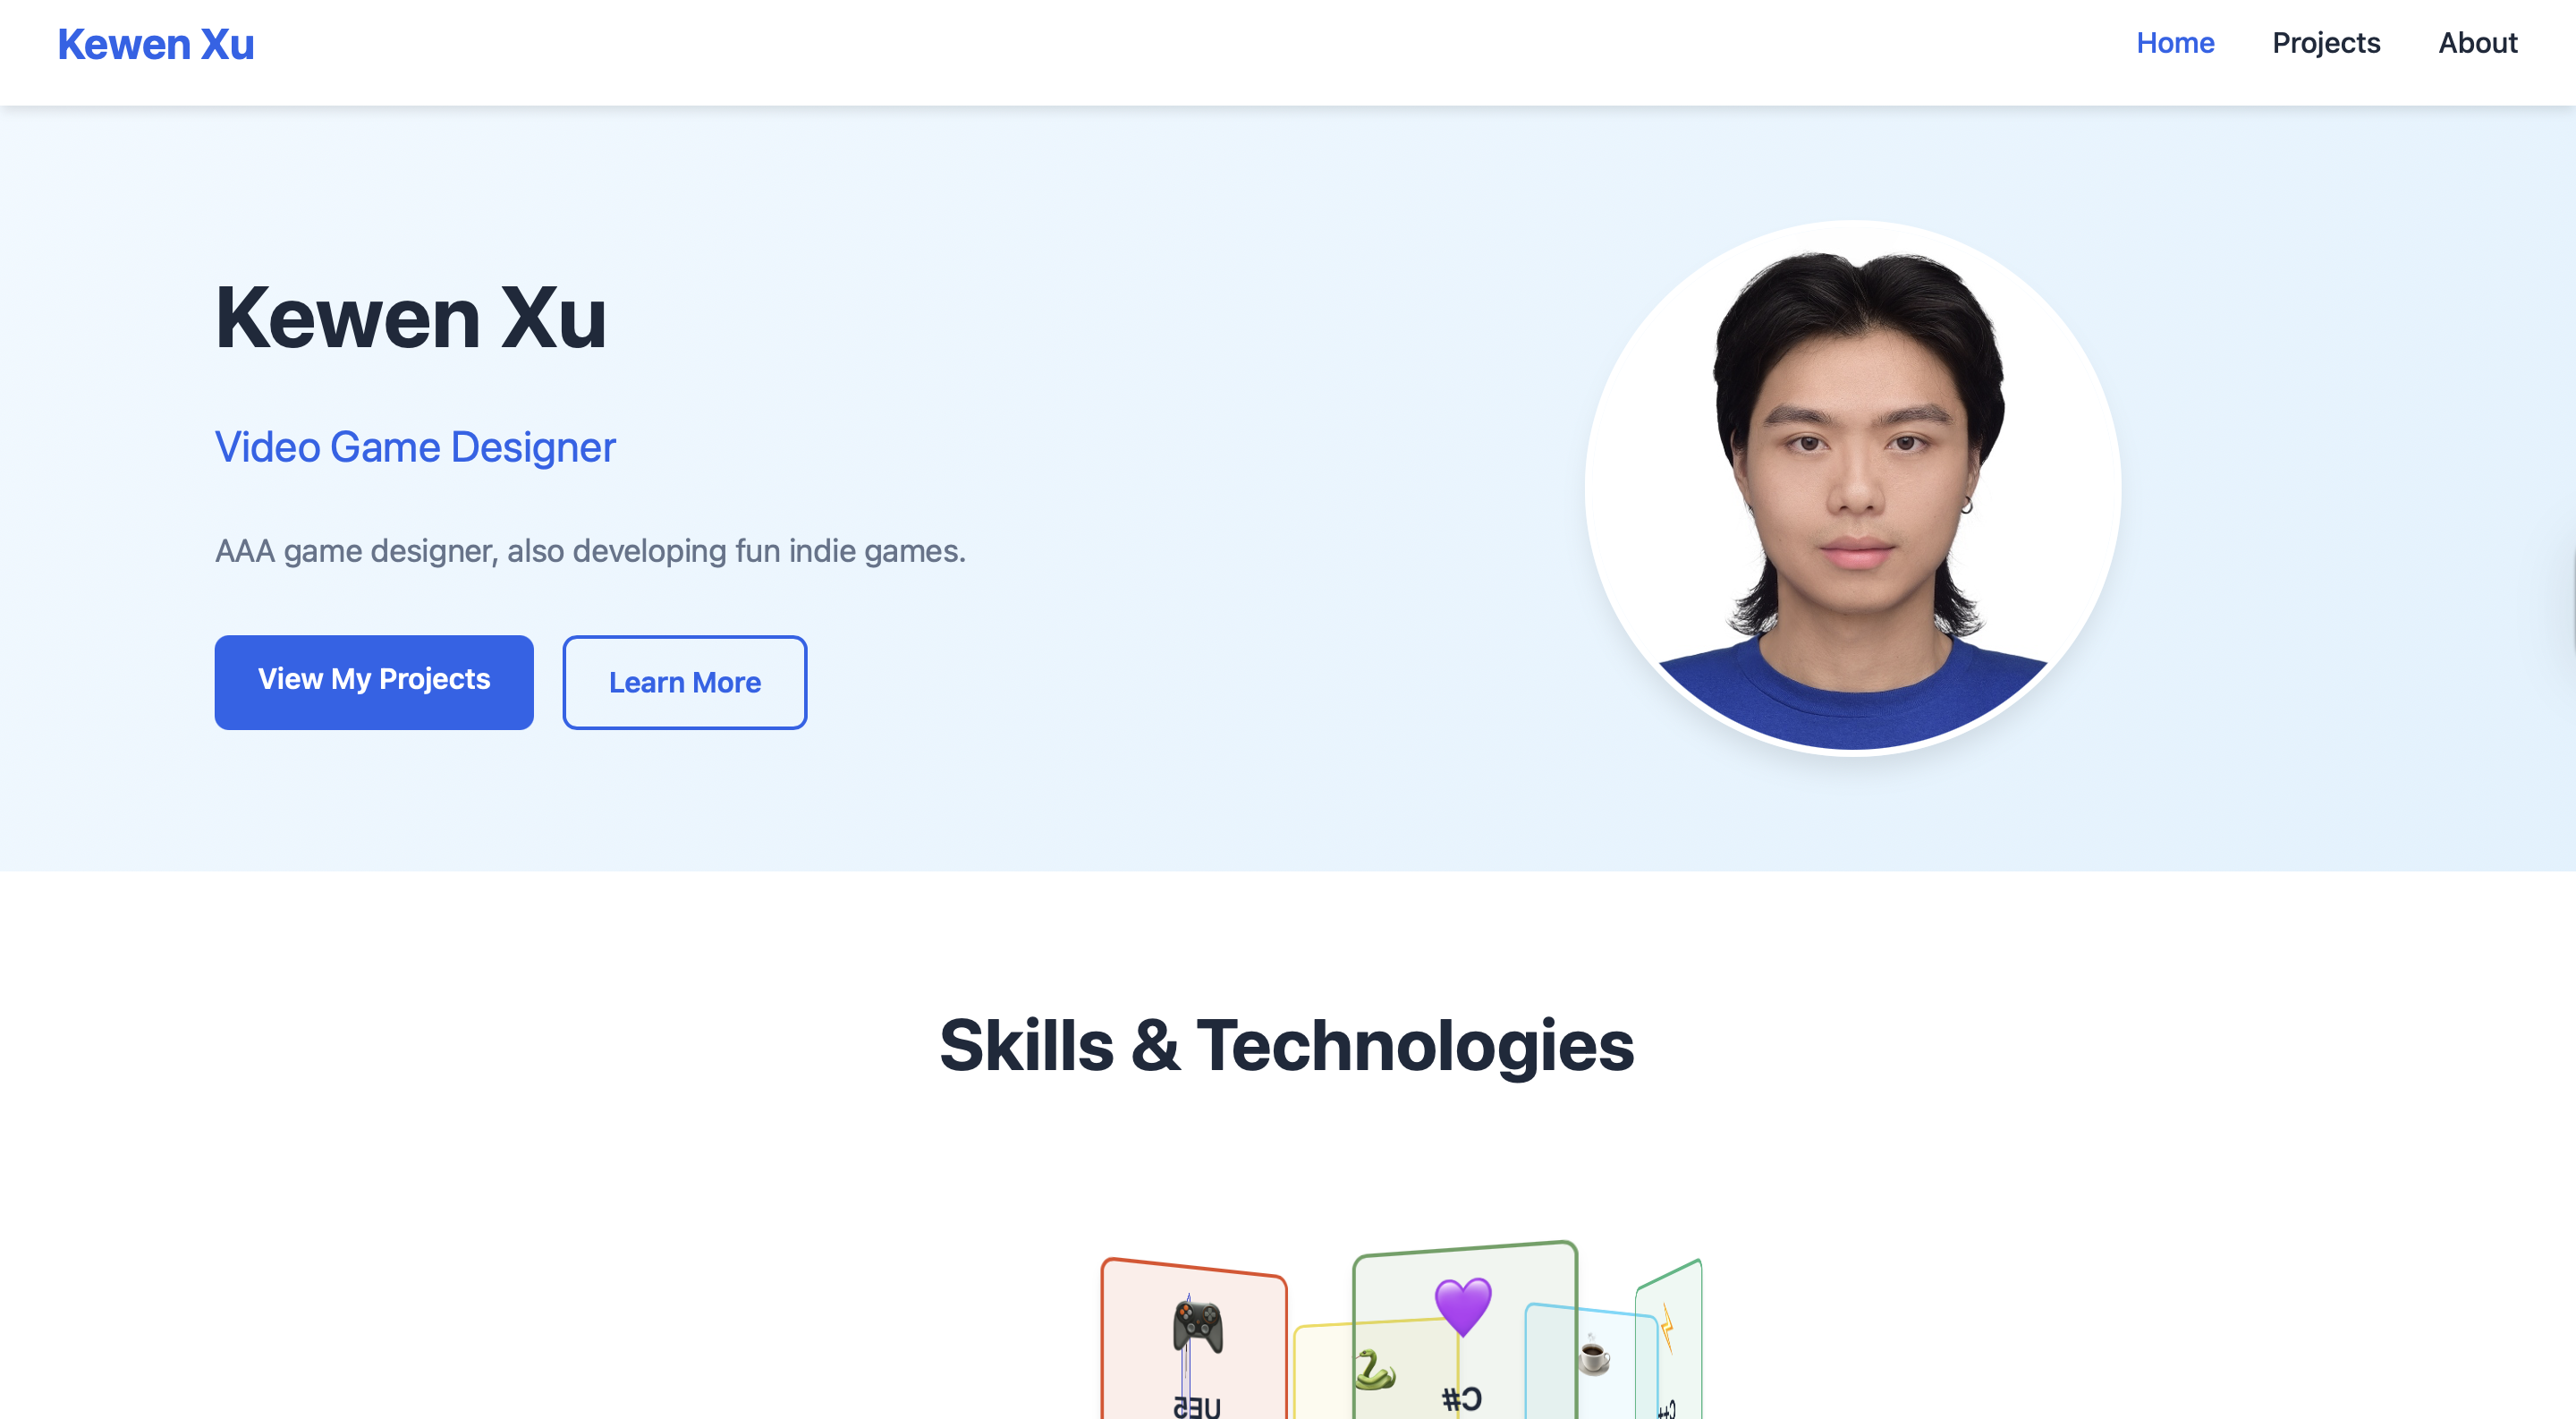 Kewen Xu
Home Projects About
Kewen Xu
Video Game Designer
AAA game designer, also developing fun indie games.
View My Projects
Learn More
Skills & Technologies
UE5
C#
C++